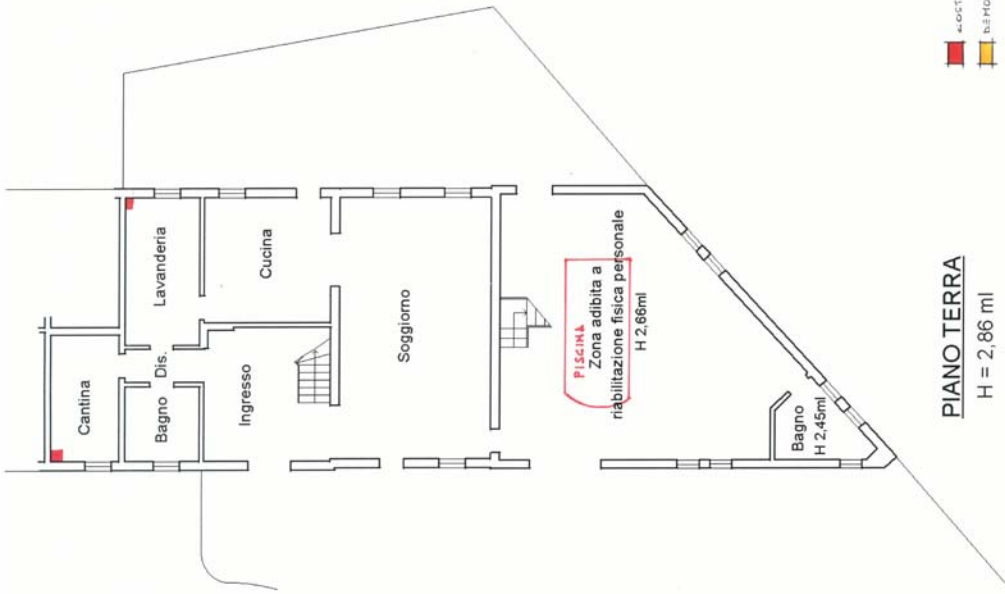 Cantina
Lavanderia
Bagno
Dis.
Cucina
Ingresso
Soggiorno
PISCINA
Zona adibita a
riabilitazione fisica personale
H 2,66ml
Bagno
H 2,45ml
PIANO TERRA
H = 2,86 ml